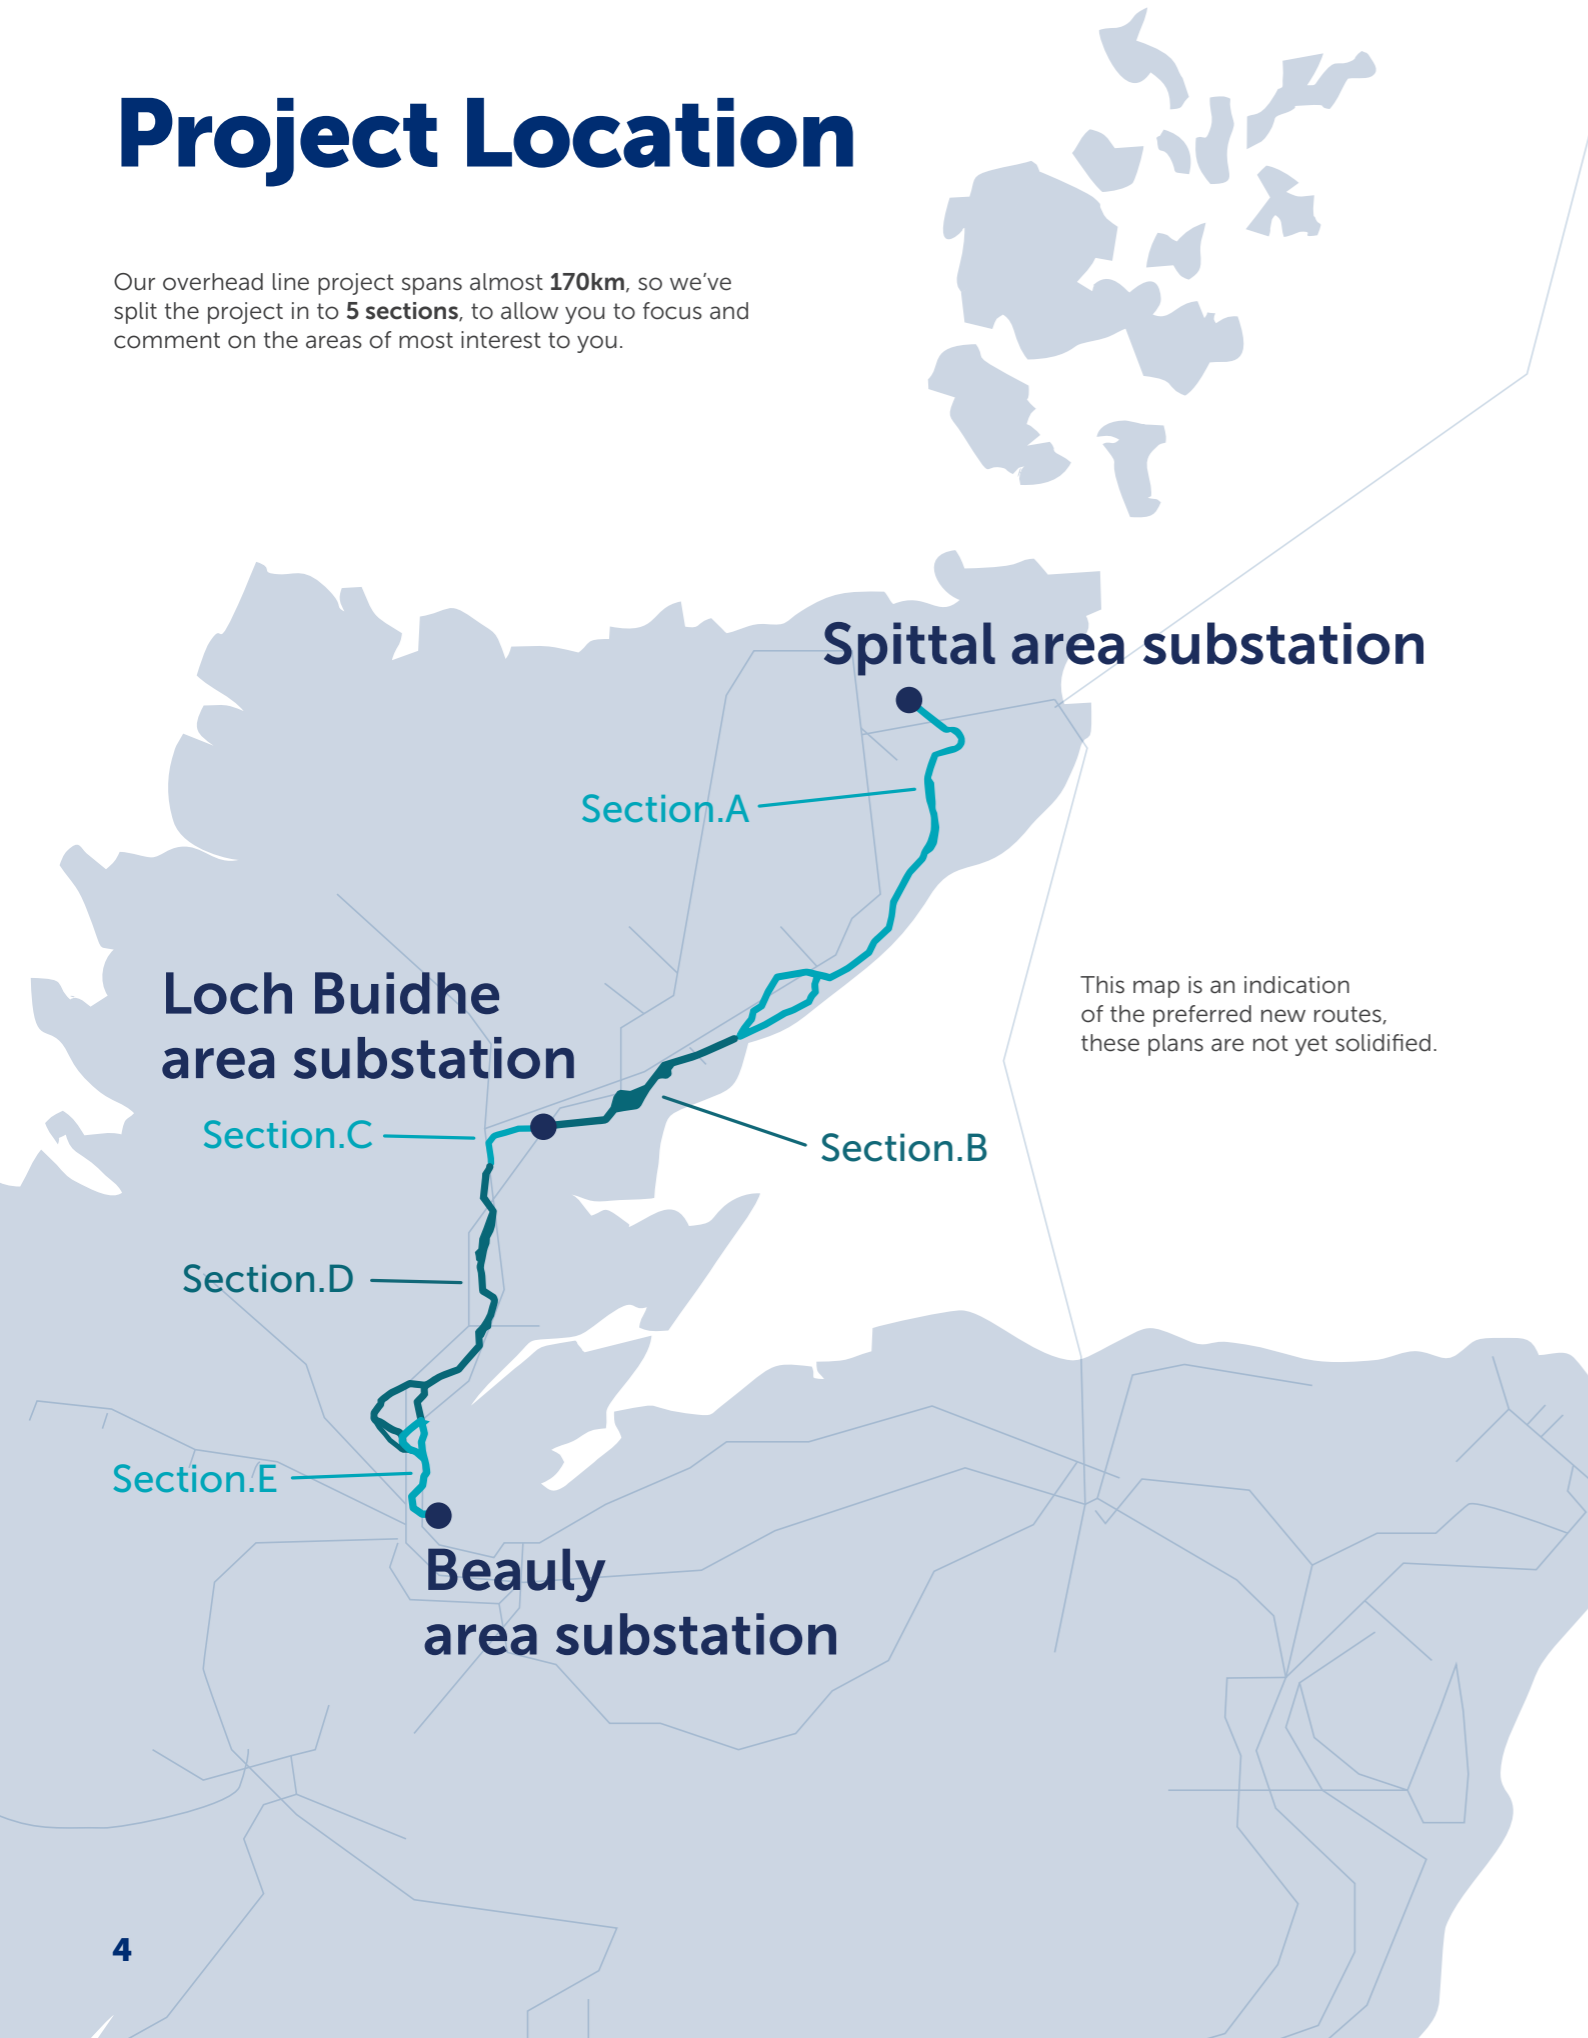 Project Location
Our overhead line project spans almost 170km, so we've
split the project in to 5 sections, to allow you to focus and
comment on the areas of most interest to you.
Spittal area substation
Section.A
Loch Buidhe
area substation
This map is an indication
of the preferred new routes,
these plans are not yet solidified.
Section.C
Section.B
Section.D
Section.E
Beauly
area substation
4